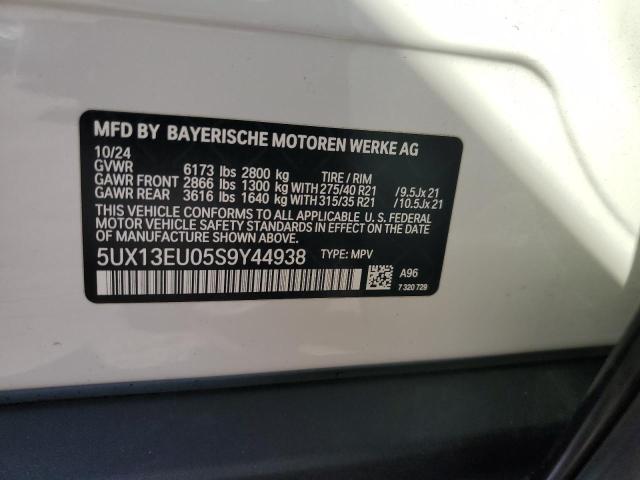 MFD BY BAYERISCHE MOTOREN WERKE AG
10/24
GVWR 6173 lbs 2800 kg TIRE / RIM
GAWR FRONT 2866 lbs 1300 kg WITH 275/40 R21 /9.5Jx21
GAWR REAR 3616 lbs 1640 kg WITH 315/35 R21 /10.5Jx21
THIS VEHICLE CONFORMS TO ALL APPLICABLE U. S. FEDERAL
MOTOR VEHICLE SAFETY STANDARDS IN EFFECT ON THE
DATE OF MANUFACTURE SHOWN ABOVE.
5UX13EU05S9Y44938 TYPE: MPV
A96
7 320 729